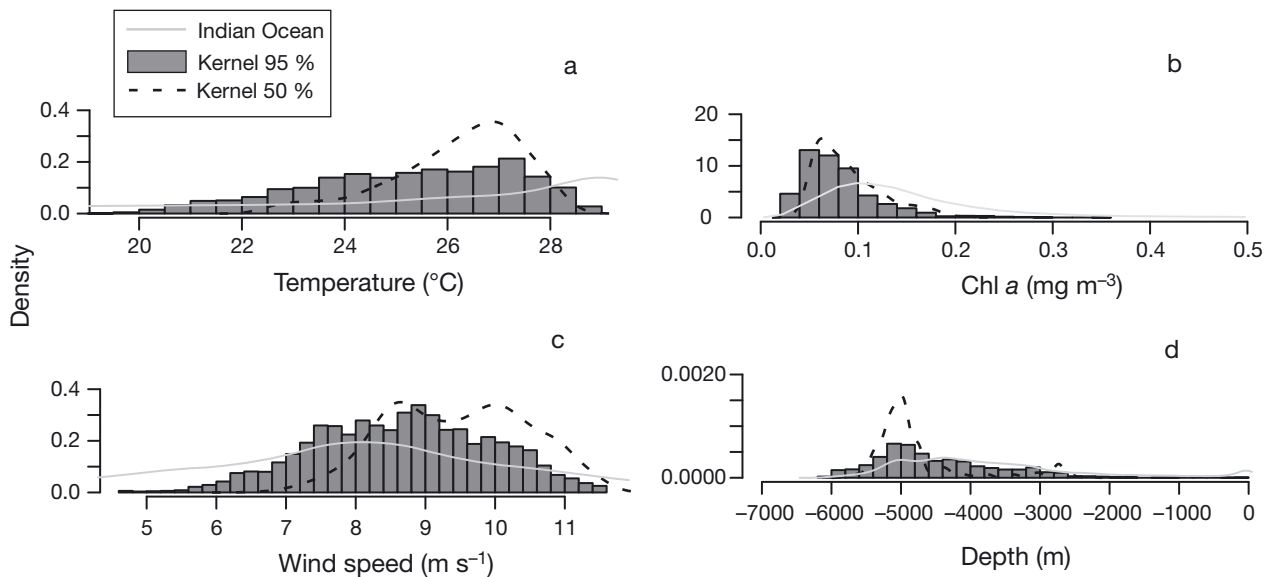 Indian Ocean
Kernel 95 %
Kernel 50 %
a
0.4
0.2
0.0
20 22 24 26 28
Temperature (°C)
b
20
10
0
0.0 0.1 0.2 0.3 0.4 0.5
Chl a (mg m–3)
Density
c
0.4
0.2
0.0
5 6 7 8 9 10 11
Wind speed (m s–1)
d
0.0020
0.0000
–7000 –6000 –5000 –4000 –3000 –2000 –1000 0
Depth (m)